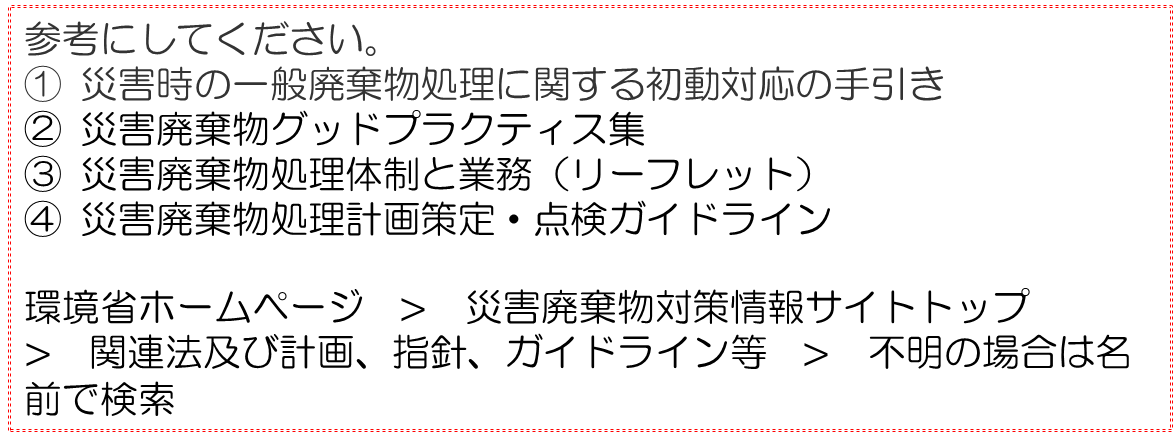 参考にしてください。
① 災害時の一般廃棄物処理に関する初動対応の手引き
② 災害廃棄物グッドプラクティス集
③ 災害廃棄物処理体制と業務（リーフレット）
④ 災害廃棄物処理計画策定・点検ガイドライン
環境省ホームページ　>　災害廃棄物対策情報サイトトップ
>　関連法及び計画、指針、ガイドライン等　>　不明の場合は名
前で検索